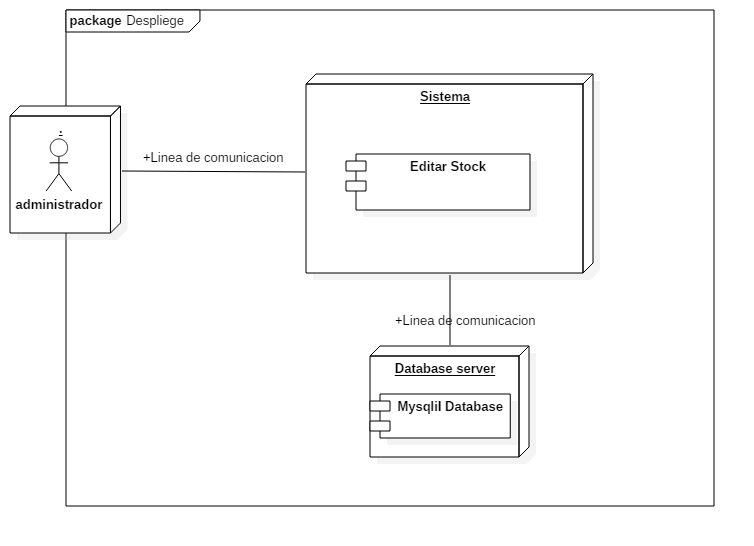 package Despliege
Sistema
+Linea de comunicacion
Editar Stock
administrador
+Linea de comunicacion
Database server
Mysqlil Database